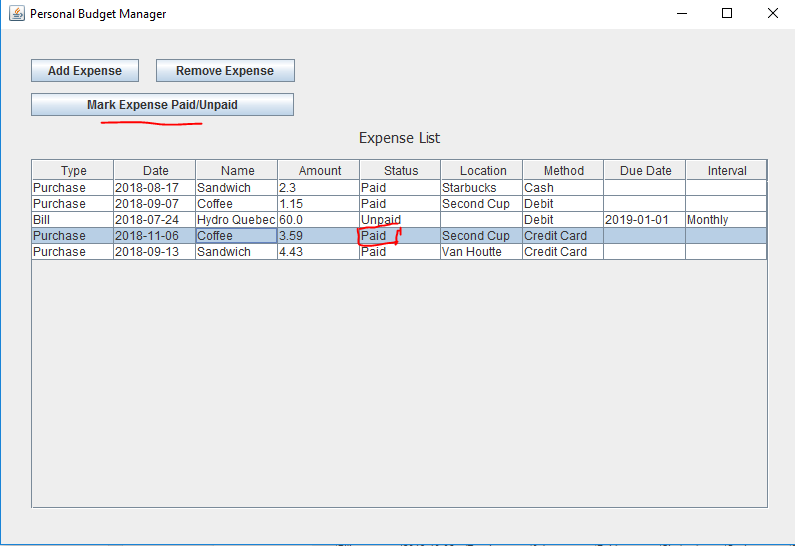 Personal Budget Manager
Add Expense Remove Expense
Mark Expense Paid/Unpaid
Expense List
Type Date Name Amount Status Location Method Due Date Interval
Purchase 2018-08-17 Sandwich 2.3 Paid Starbucks Cash
Purchase 2018-09-07 Coffee 1.15 Paid Second Cup Debit
Bill 2018-07-24 Hydro Quebec 60.0 Unpaid Debit 2019-01-01 Monthly
Purchase 2018-11-06 Coffee 3.59 Paid Second Cup Credit Card
Purchase 2018-09-13 Sandwich 4.43 Paid Van Houtte Credit Card